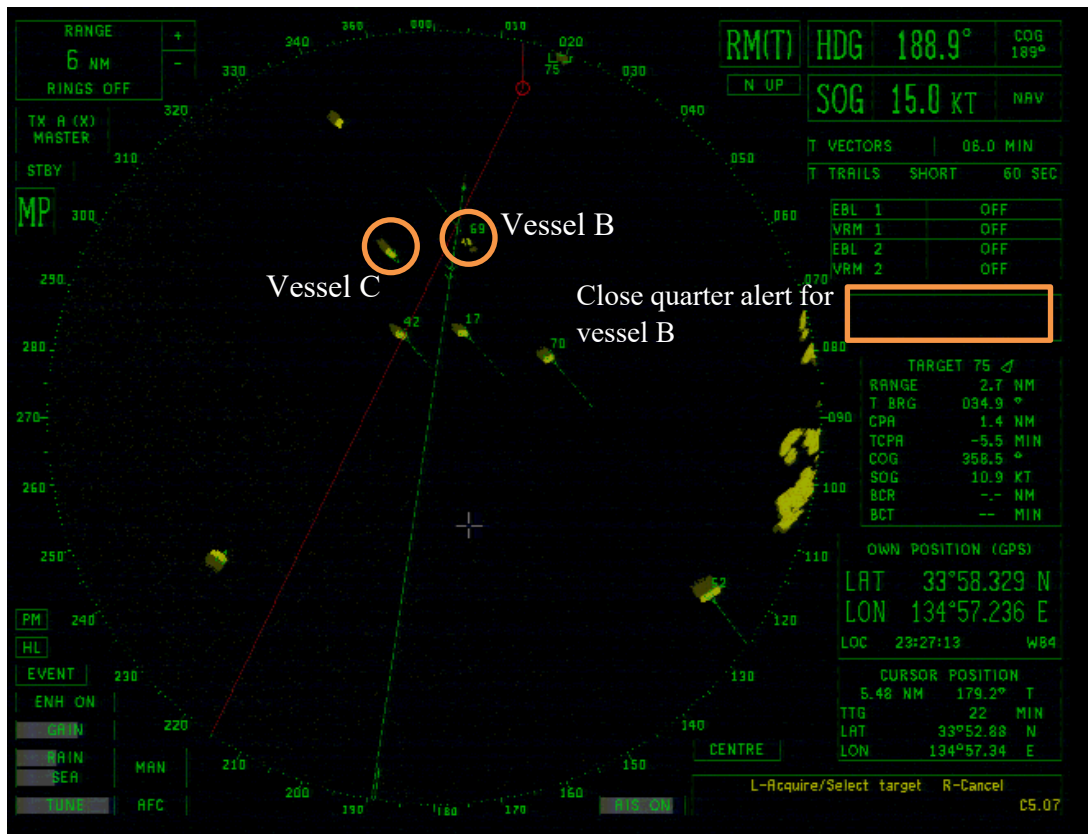 RANGE
6 NM
RINGS OFF
+
-
TX A (X)
MASTER
STBY
MP
340
350
000
010
020
030
040
050
060
070
080
090
100
110
120
130
140
150
160
170
180
190
200
210
220
230
240
250
260
270
280
290
300
310
320
330
75
69
42
17
70
52
Vessel B
Vessel C
Close quarter alert for
vessel B
RM(T)
N UP
HDG 188.9°
COG
189°
SOG 15.0 KT
NAV
T VECTORS 06.0 MIN
T TRAILS SHORT 60 SEC
EBL 1 OFF
VRM 1 OFF
EBL 2 OFF
VRM 2 OFF
TARGET 75
RANGE 2.7 NM
T BRG 034.9 °
CPA 1.4 NM
TCPA -5.5 MIN
COG 358.5 °
SOG 10.9 KT
BCR -.- NM
BCT -- MIN
OWN POSITION (GPS)
LAT 33°58.329 N
LON 134°57.236 E
LOC 23:27:13 W84
CURSOR POSITION
5.48 NM 179.2° T
TTG 22 MIN
LAT 33°52.88 N
LON 134°57.34 E
PM
HL
EVENT
ENH ON
GAIN
RAIN
SEA
TUNE
MAN
AFC
CENTRE
AIS ON
L-Acquire/Select target R-Cancel
C5.07